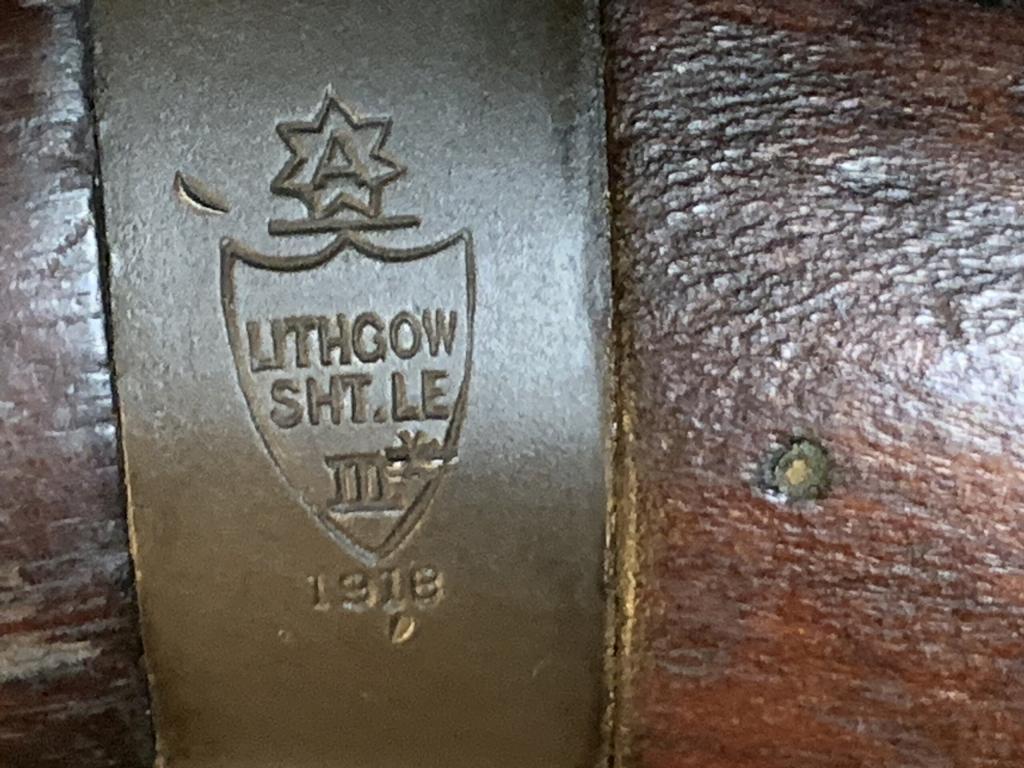 A
LITHGOW
SHT.LE
III*
1918